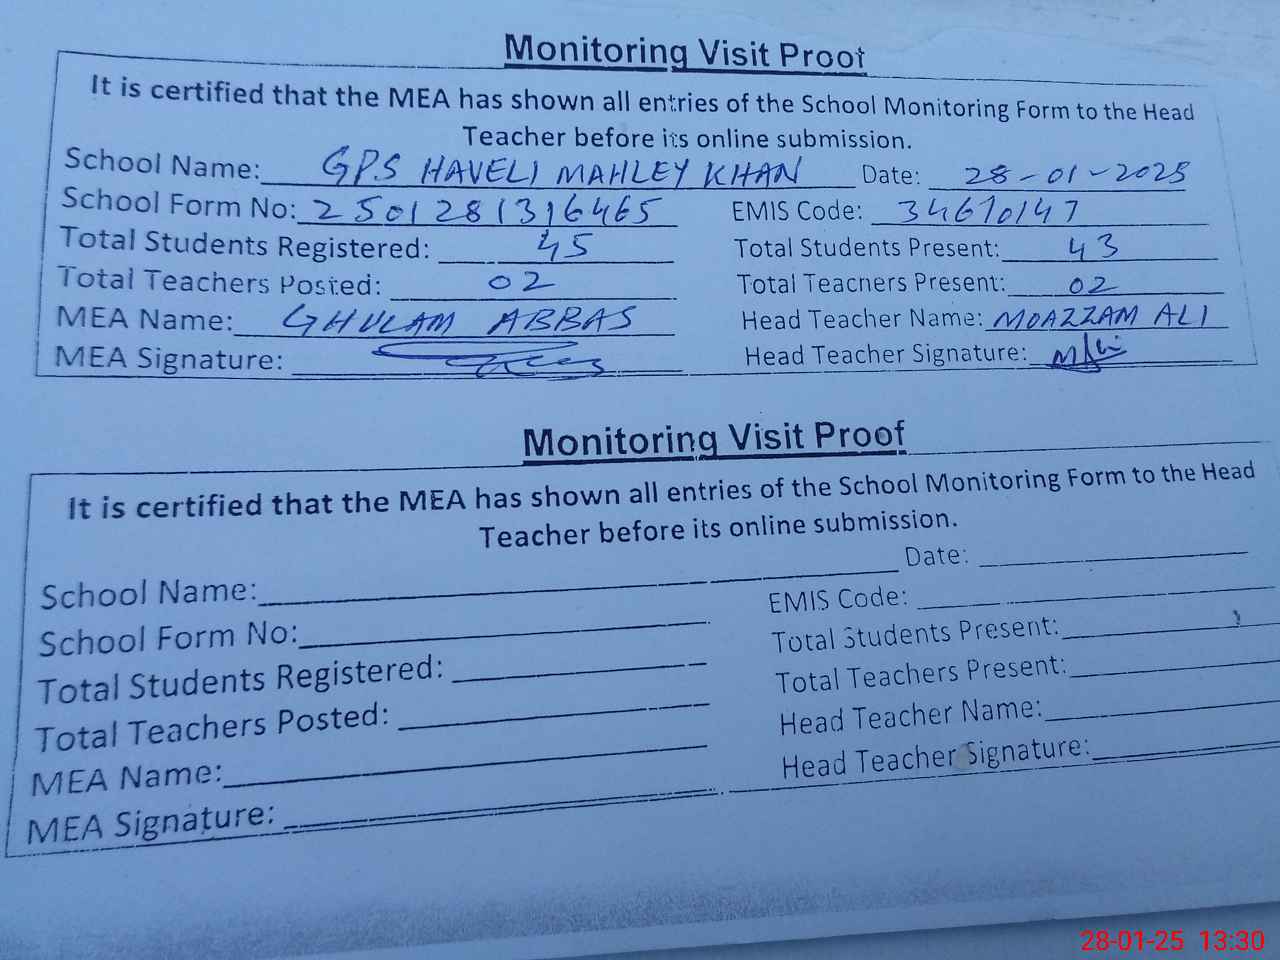 Monitoring Visit Proof
It is certified that the MEA has shown all entries of the School Monitoring Form to the Head
Teacher before its online submission.
School Name: GPS HAVELI MAHLEY KHAN Date: 28-01-2025
School Form No: 2501281316465 EMIS Code: 34610147
Total Students Registered: 45 Total Students Present: 43
Total Teachers Posted: 02 Total Teachers Present: 02
MEA Name: GHULAM ABBAS Head Teacher Name: MOAZZAM ALI
MEA Signature: Head Teacher Signature:
Monitoring Visit Proof
It is certified that the MEA has shown all entries of the School Monitoring Form to the Head
Teacher before its online submission.
School Name: Date:
School Form No: EMIS Code:
Total Students Registered: Total Students Present:
Total Teachers Posted: Total Teachers Present:
MEA Name: Head Teacher Name:
MEA Signature: Head Teacher Signature:
28-01-25 13:30